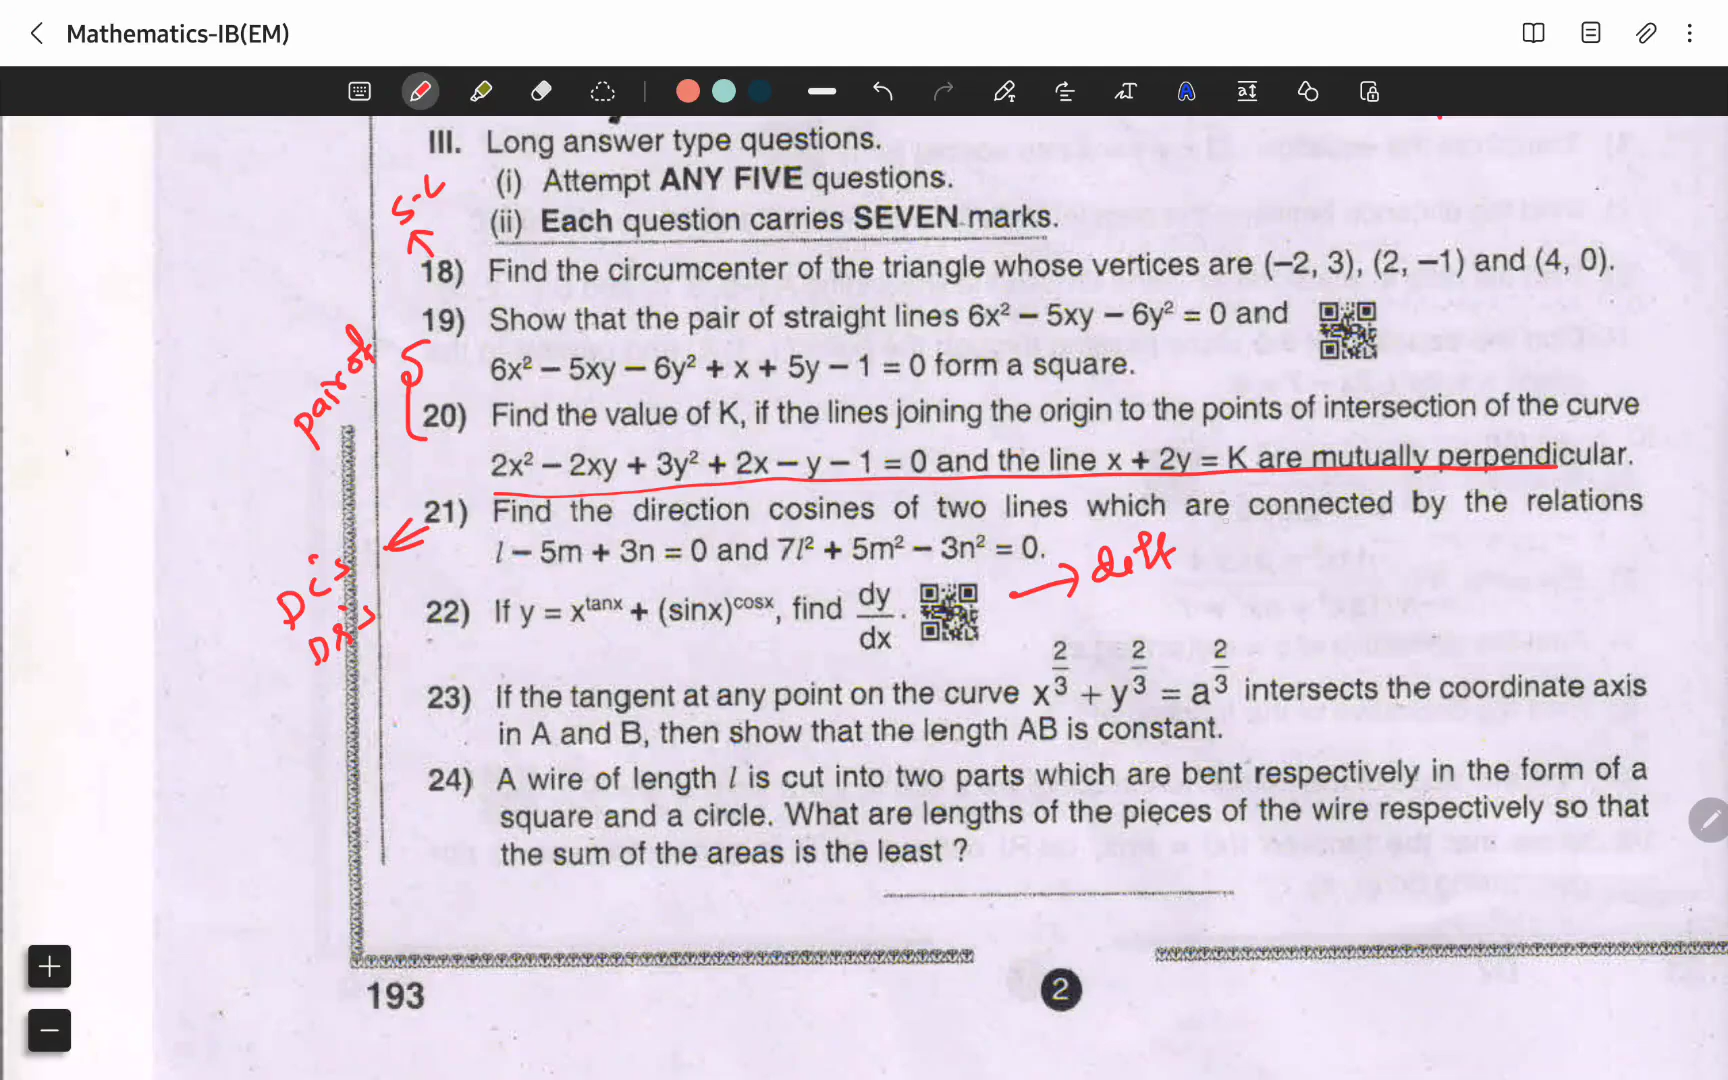 Mathematics-IB(EM)
III. Long answer type questions.
(i) Attempt ANY FIVE questions.
S.L
(ii) Each question carries SEVEN marks.
18) Find the circumcenter of the triangle whose vertices are (−2, 3), (2, −1) and (4, 0).
19) Show that the pair of straight lines 6x² − 5xy − 6y² = 0 and
6x² − 5xy − 6y² + x + 5y − 1 = 0 form a square.
pair of
20) Find the value of K, if the lines joining the origin to the points of intersection of the curve
2x² − 2xy + 3y² + 2x − y − 1 = 0 and the line x + 2y = K are mutually perpendicular.
21) Find the direction cosines of two lines which are connected by the relations
l − 5m + 3n = 0 and 7l² + 5m² − 3n² = 0.
DC's
DR's
22) If y = x^tanx + (sinx)^cosx, find dy/dx.
23) If the tangent at any point on the curve x^2/3 + y^2/3 = a^2/3 intersects the coordinate axis
in A and B, then show that the length AB is constant.
24) A wire of length l is cut into two parts which are bent respectively in the form of a
square and a circle. What are lengths of the pieces of the wire respectively so that
the sum of the areas is the least ?
193
2